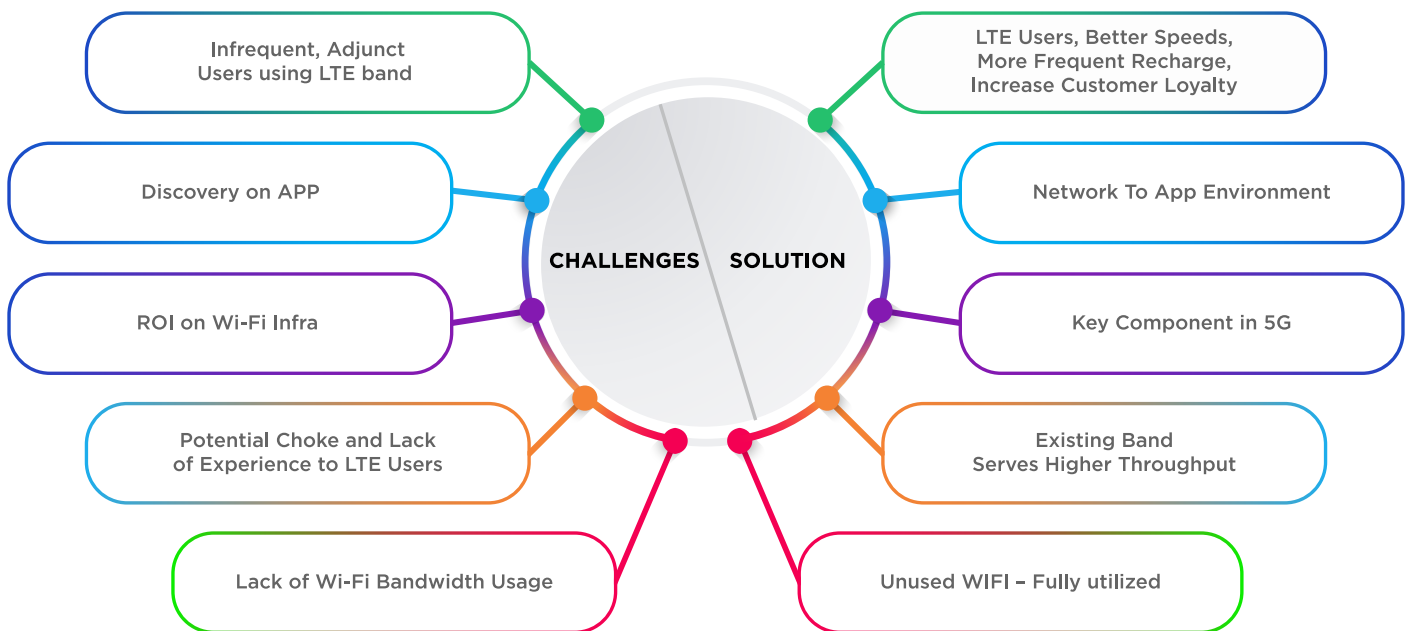 Infrequent, Adjunct
Users using LTE band
Discovery on APP
ROI on Wi-Fi Infra
Potential Choke and Lack
of Experience to LTE Users
Lack of Wi-Fi Bandwidth Usage
CHALLENGES
SOLUTION
LTE Users, Better Speeds,
More Frequent Recharge,
Increase Customer Loyalty
Network To App Environment
Key Component in 5G
Existing Band
Serves Higher Throughput
Unused WIFI – Fully utilized